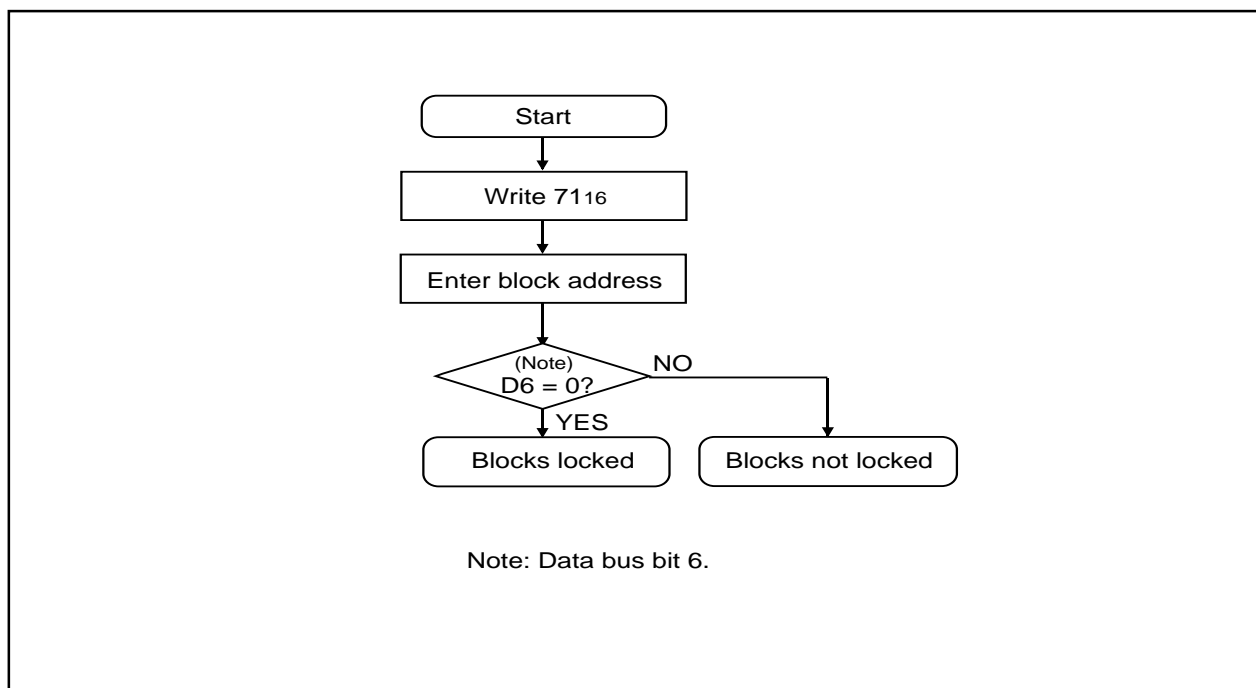 Start
Write 7116
Enter block address
(Note)
D6 = 0?
NO
YES
Blocks locked
Blocks not locked
Note: Data bus bit 6.